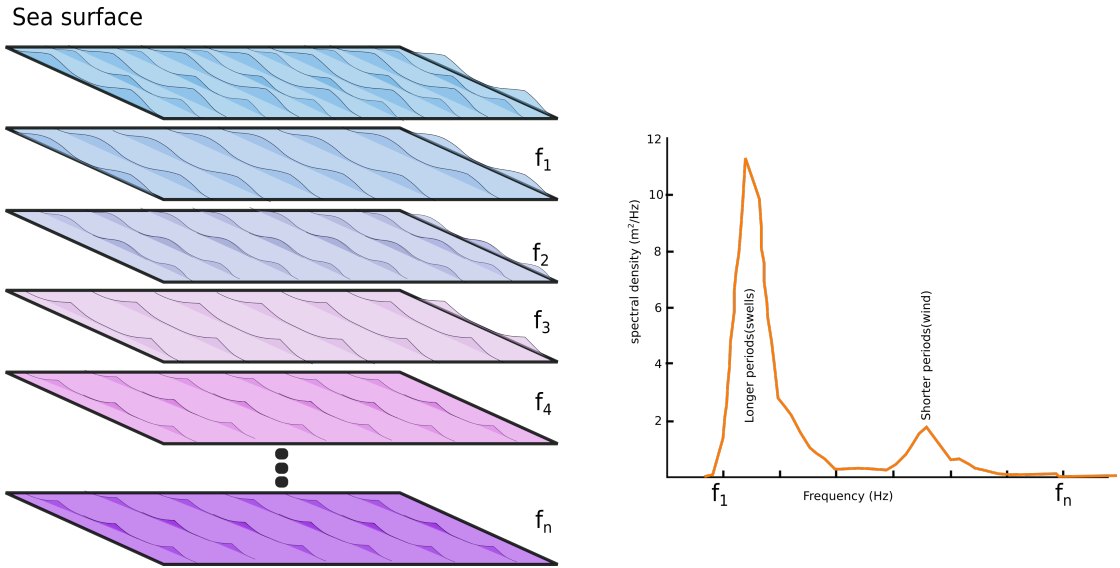 Sea surface
f1
f2
f3
f4
fn
12
10
8
6
4
2
spectral density (m²/Hz)
Longer periods(swells)
Shorter periods(wind)
f1
Frequency (Hz)
fn